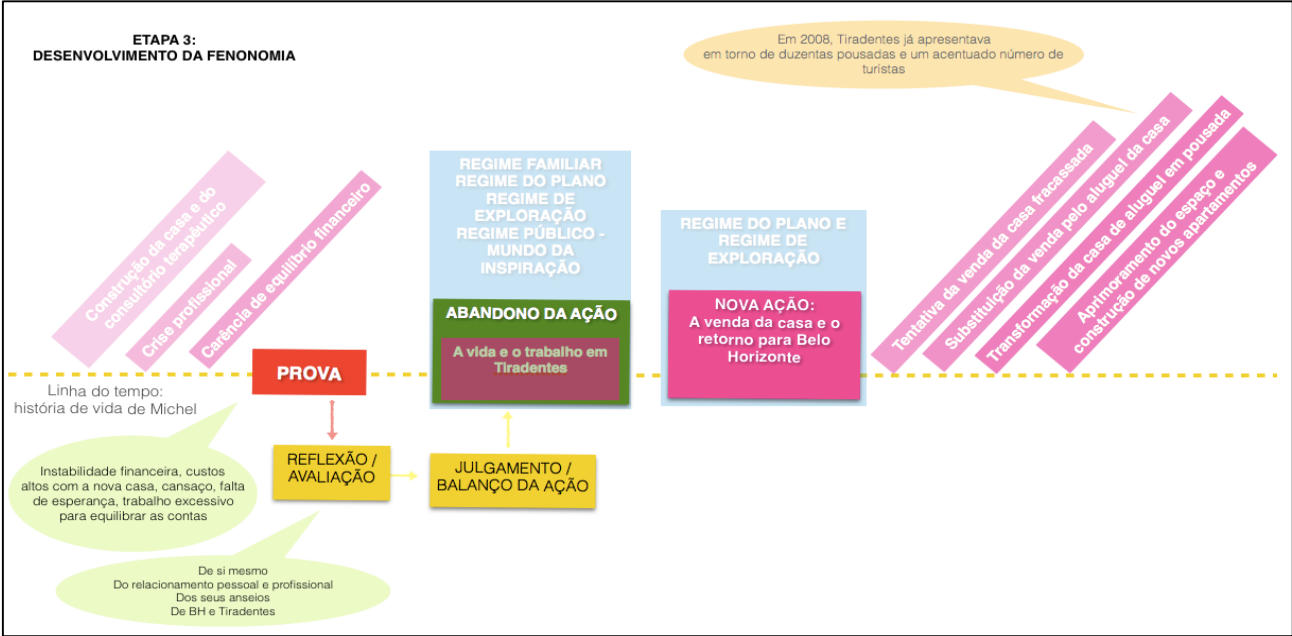 ETAPA 3:
DESENVOLVIMENTO DA FENONOMIA
Em 2008, Tiradentes já apresentava
em torno de duzentas pousadas e um acentuado número de
turistas
Construção da casa e do
consultório terapêutico
Crise profissional
Carência de equilíbrio financeiro
PROVA
Linha do tempo:
história de vida de Michel
Instabilidade financeira, custos
altos com a nova casa, cansaço, falta
de esperança, trabalho excessivo
para equilibrar as contas
REFLEXÃO /
AVALIAÇÃO
De si mesmo
Do relacionamento pessoal e profissional
Dos seus anseios
De BH e Tiradentes
JULGAMENTO /
BALANÇO DA AÇÃO
REGIME FAMILIAR
REGIME DO PLANO
REGIME DE
EXPLORAÇÃO
REGIME PÚBLICO -
MUNDO DA
INSPIRAÇÃO
ABANDONO DA AÇÃO
A vida e o trabalho em
Tiradentes
REGIME DO PLANO E
REGIME DE
EXPLORAÇÃO
NOVA AÇÃO:
A venda da casa e o
retorno para Belo
Horizonte
Tentativa da venda da casa fracassada
Substituição da venda pelo aluguel da casa
Transformação da casa de aluguel em pousada
Aprimoramento do espaço e
construção de novos apartamentos